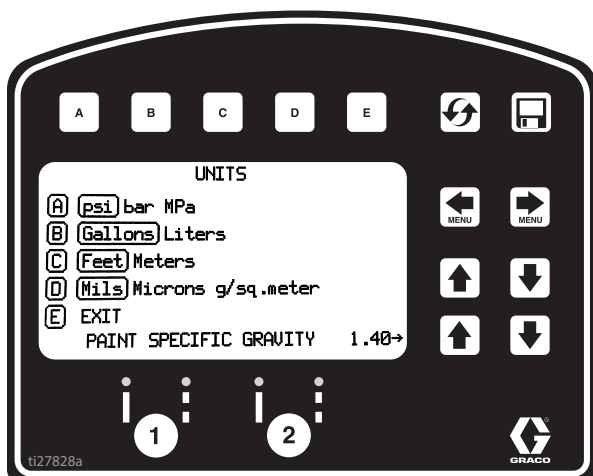 A B C D E
UNITS
A psi bar MPa
B Gallons Liters
C Feet Meters
D Mils Microns g/sq.meter
E EXIT
PAINT SPECIFIC GRAVITY 1.40→
MENU MENU
1 2
ti27828a
G
GRACO